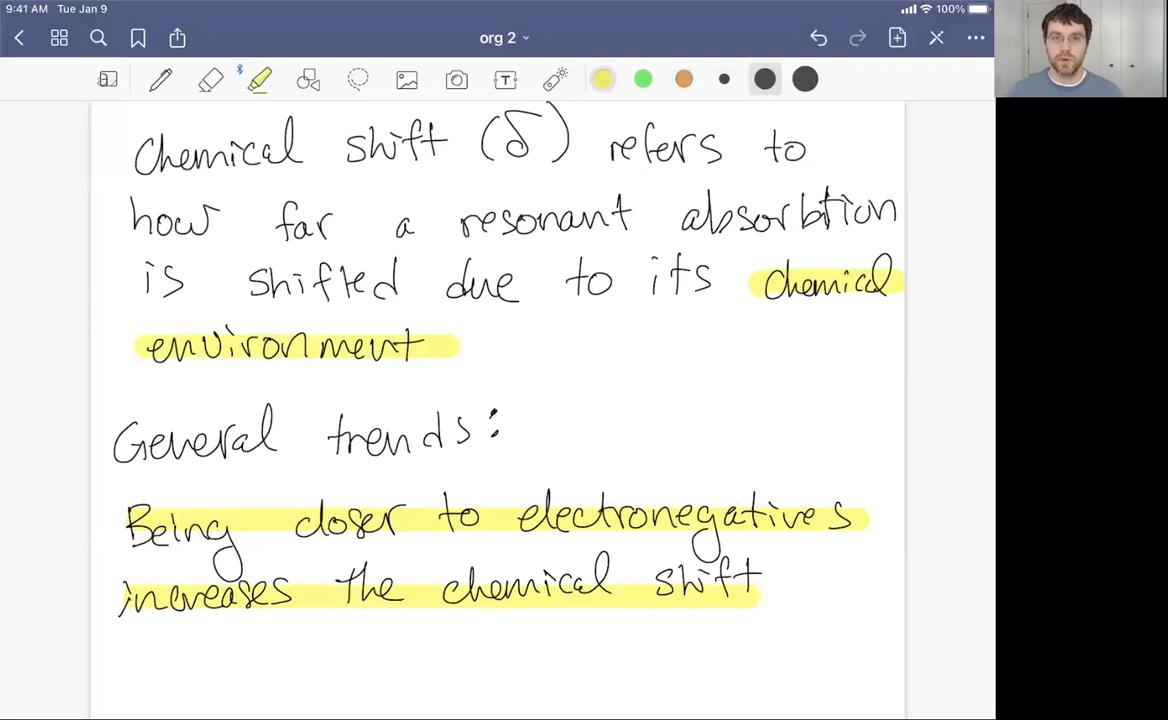 9:41 AM Tue Jan 9
100%
org 2
T
Chemical shift (δ) refers to
how far a resonant absorbtion
is shifted due to its chemical
environment
General trends:
Being closer to electronegatives
increases the chemical shift